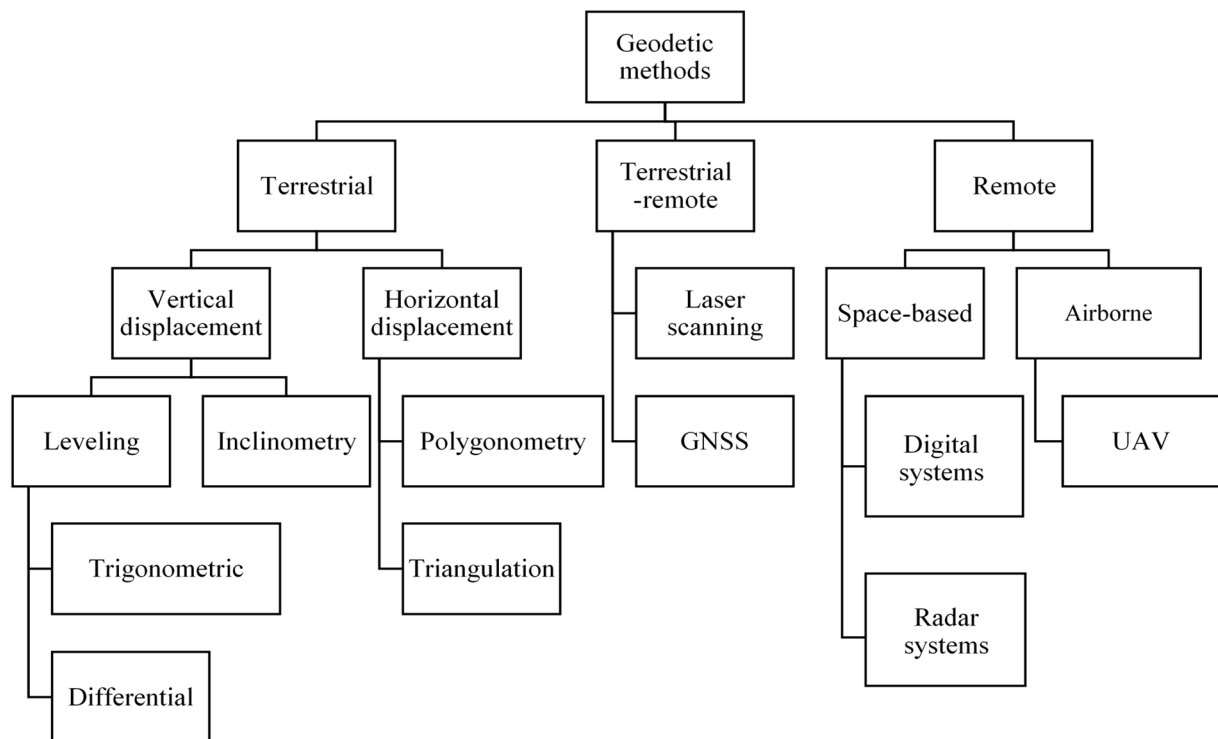 Geodetic
methods
Terrestrial
Terrestrial
-remote
Remote
Vertical
displacement
Horizontal
displacement
Laser
scanning
Space-based
Airborne
Leveling
Inclinometry
Polygonometry
GNSS
Digital
systems
UAV
Trigonometric
Triangulation
Radar
systems
Differential